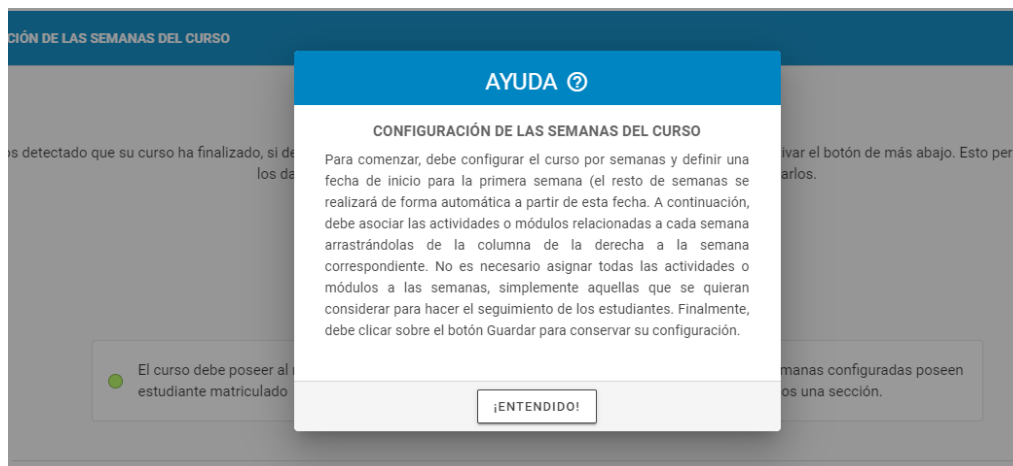 CIÓN DE LAS SEMANAS DEL CURSO
AYUDA
CONFIGURACIÓN DE LAS SEMANAS DEL CURSO
os detectado que su curso ha finalizado, si de
ivar el botón de más abajo. Esto per
los da
arlos.
Para comenzar, debe configurar el curso por semanas y definir una
fecha de inicio para la primera semana (el resto de semanas se
realizará de forma automática a partir de esta fecha. A continuación,
debe asociar las actividades o módulos relacionadas a cada semana
arrastrándolas de la columna de la derecha a la semana
correspondiente. No es necesario asignar todas las actividades o
módulos a las semanas, simplemente aquellas que se quieran
considerar para hacer el seguimiento de los estudiantes. Finalmente,
debe clicar sobre el botón Guardar para conservar su configuración.
El curso debe poseer al
estudiante matriculado
manas configuradas poseen
os una sección.
¡ENTENDIDO!